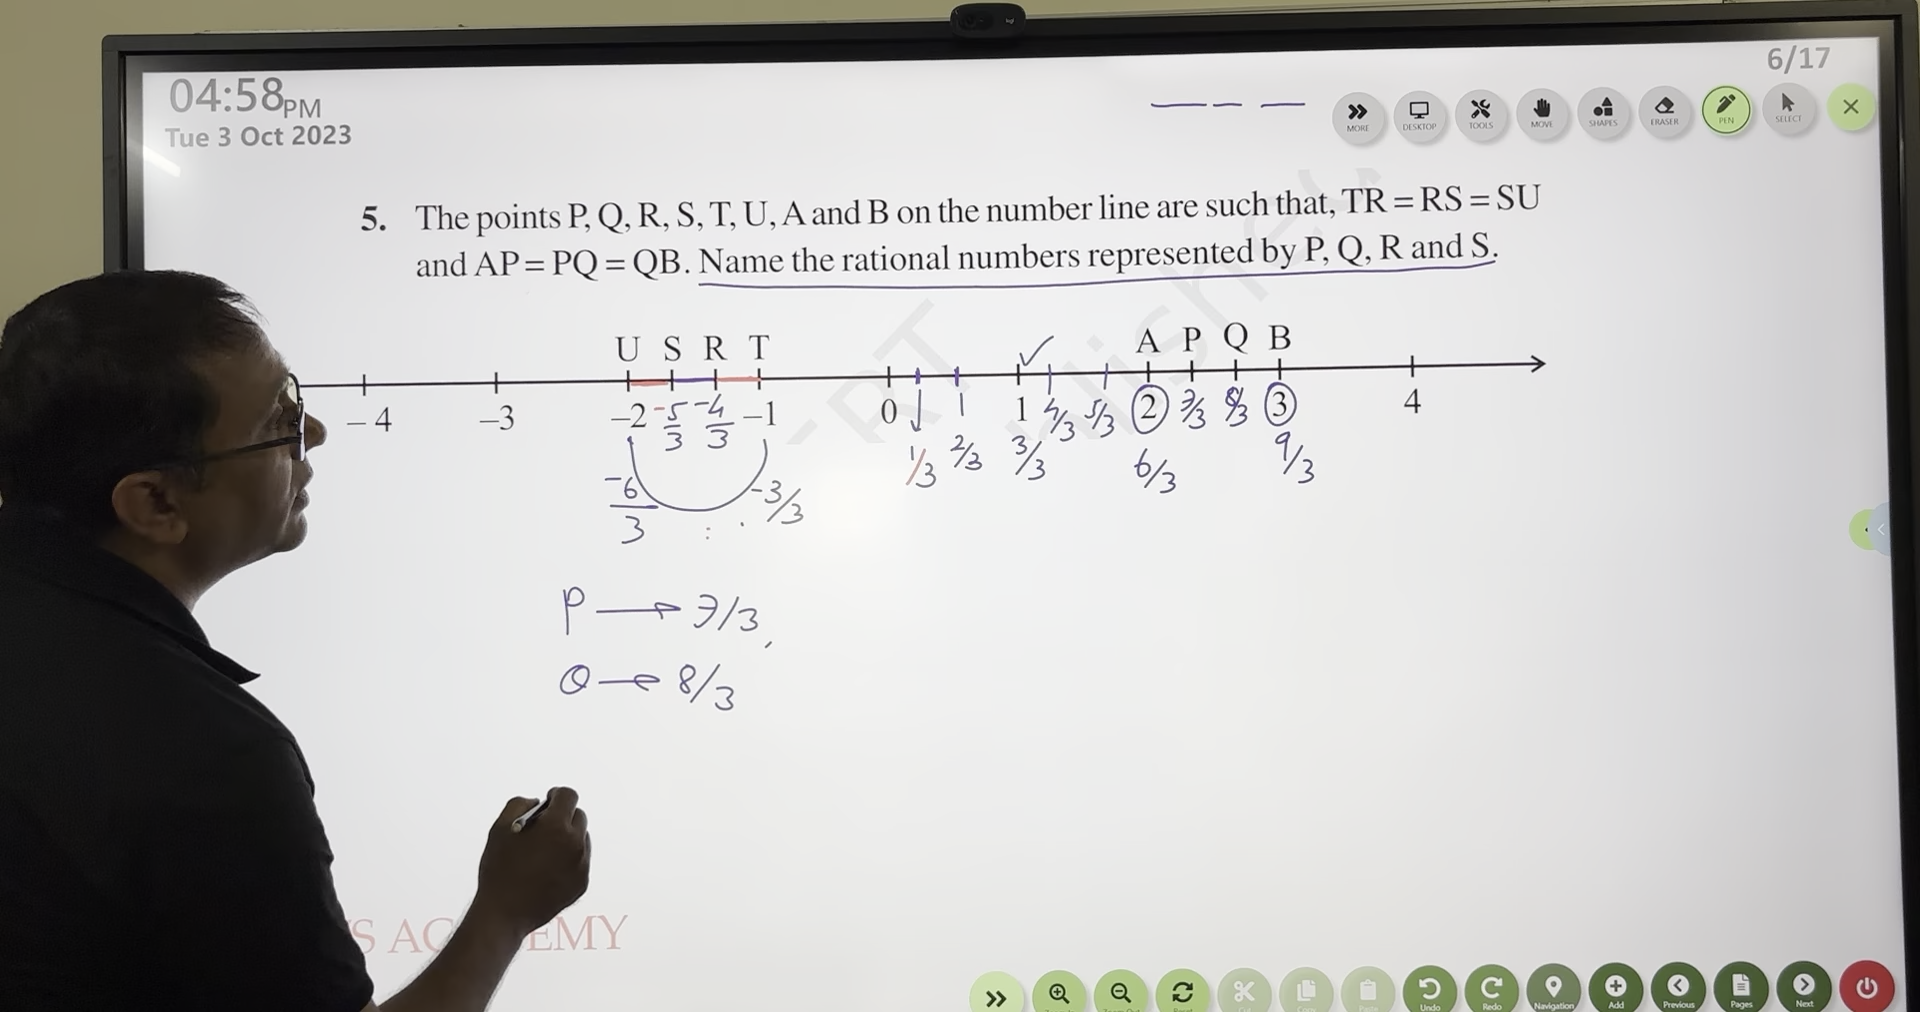 04:58PM
Tue 3 Oct 2023
6/17
MORE DESKTOP TOOLS MOVE SHAPES ERASER PEN SELECT
5. The points P, Q, R, S, T, U, A and B on the number line are such that, TR = RS = SU
and AP = PQ = QB. Name the rational numbers represented by P, Q, R and S.
U S R T A P Q B
–4 –3 –2 -5/3 -4/3 –1 0 1 4/3 5/3 2 7/3 8/3 3 4
-6/3 -3/3 1/3 2/3 3/3 6/3 9/3
P → 7/3,
Q → 8/3
Undo Redo Navigation Add Previous Pages Next